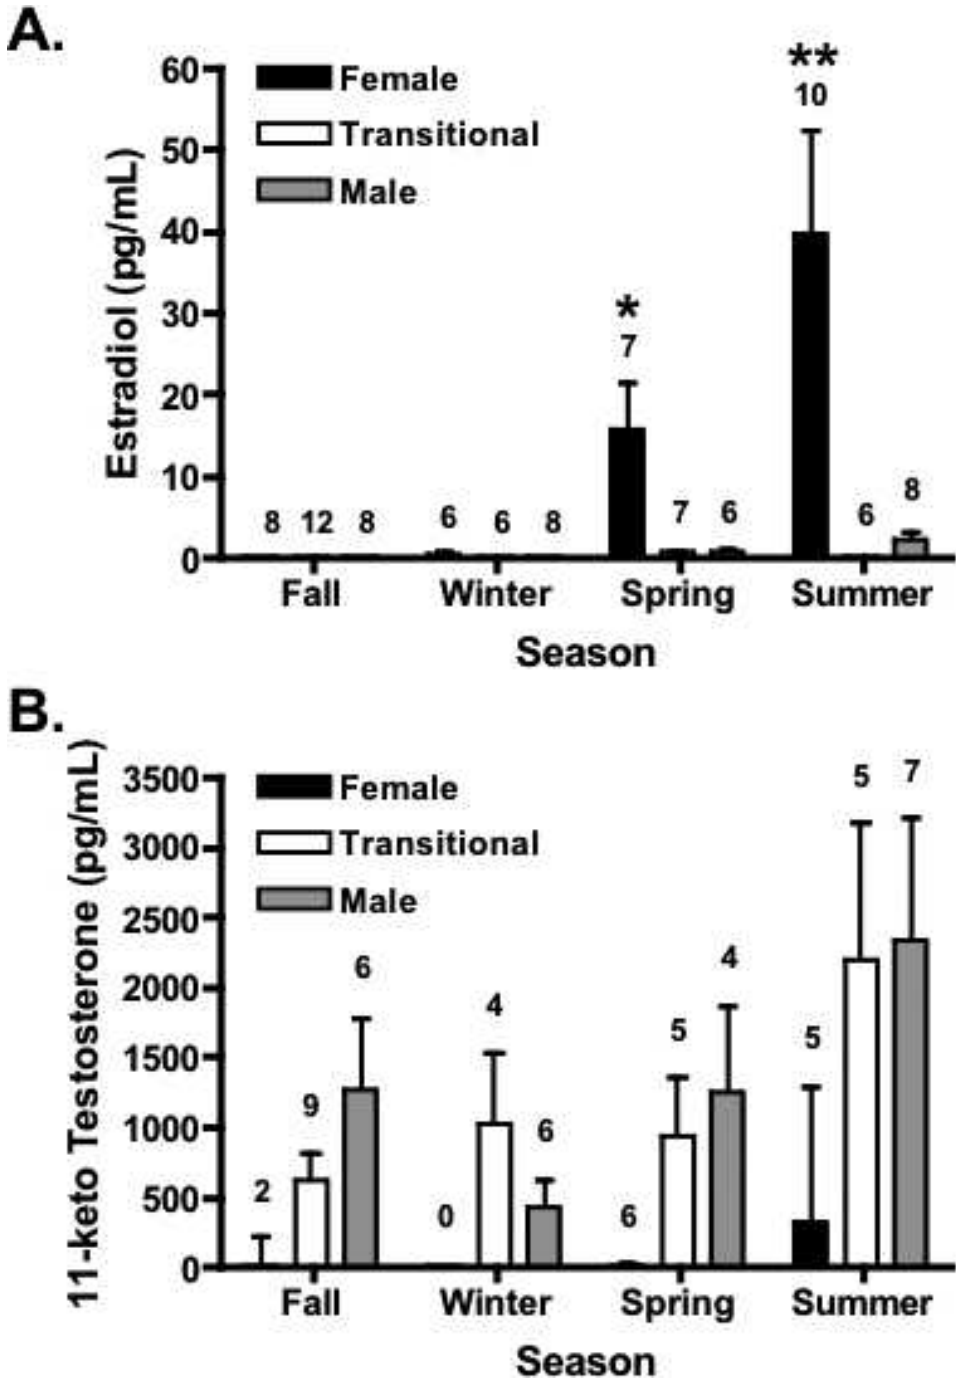 A.
**
60
Female
10
Transitional
50
Male
40
*
30
7
20
10
8 12 8 6 6 8 7 6 6 8
0
Estradiol (pg/mL)
Fall Winter Spring Summer
Season
B.
3500
Female
5 7
3000
Transitional
2500
Male
6
4
2000
4
5
5
1500
9
6
1000
2
0
6
500
0
11-keto Testosterone (pg/mL)
Fall Winter Spring Summer
Season